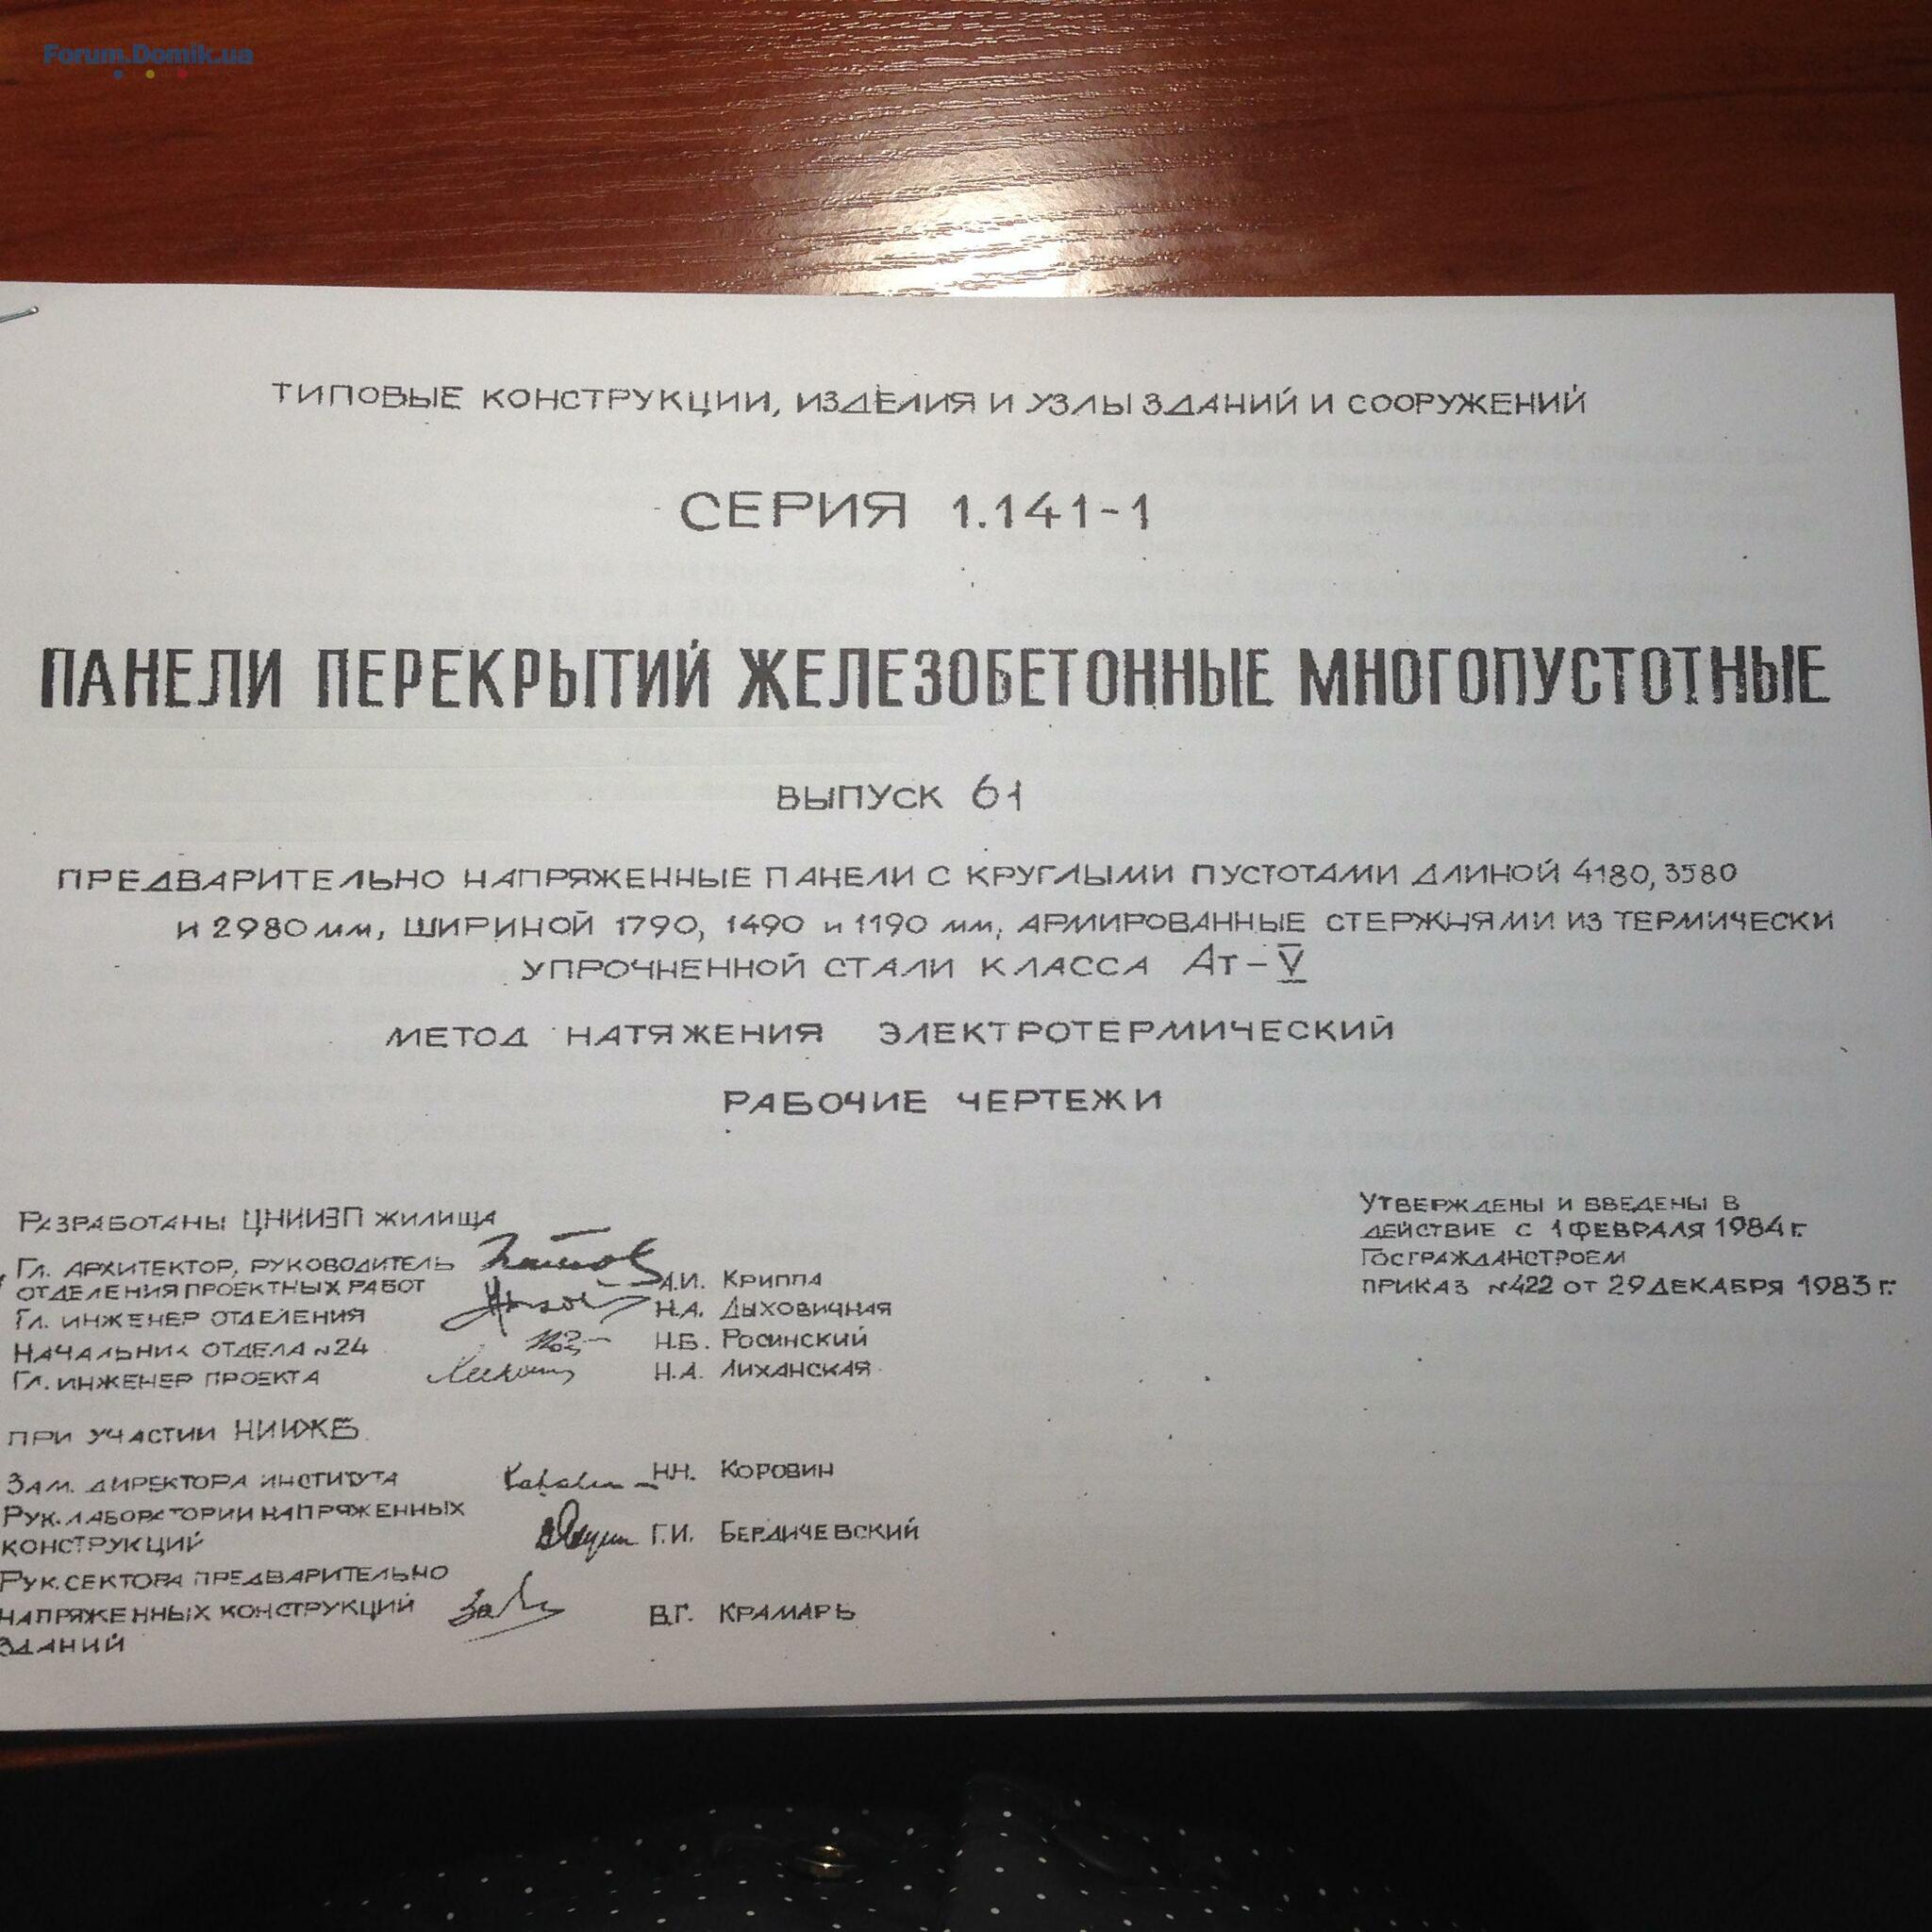 Forum.Domik.ua
ТИПОВЫЕ КОНСТРУКЦИИ, ИЗДЕЛИЯ И УЗЛЫ ЗДАНИЙ И СООРУЖЕНИЙ
СЕРИЯ 1.141-1
ПАНЕЛИ ПЕРЕКРЫТИЙ ЖЕЛЕЗОБЕТОННЫЕ МНОГОПУСТОТНЫЕ
ВЫПУСК 61
ПРЕДВАРИТЕЛЬНО НАПРЯЖЕННЫЕ ПАНЕЛИ С КРУГЛЫМИ ПУСТОТАМИ ДЛИНОЙ 4180, 3580
И 2980 мм, ШИРИНОЙ 1790, 1490 и 1190 мм, АРМИРОВАННЫЕ СТЕРЖНЯМИ ИЗ ТЕРМИЧЕСКИ
УПРОЧНЕННОЙ СТАЛИ КЛАССА Ат-V
МЕТОД НАТЯЖЕНИЯ ЭЛЕКТРОТЕРМИЧЕСКИЙ
РАБОЧИЕ ЧЕРТЕЖИ
РАЗРАБОТАНЫ ЦНИИЭП ЖИЛИЩА
ГЛ. АРХИТЕКТОР, РУКОВОДИТЕЛЬ
ОТДЕЛЕНИЯ ПРОЕКТНЫХ РАБОТ А.И. КРИППА
ГЛ. ИНЖЕНЕР ОТДЕЛЕНИЯ Н.А. ДЫХОВИЧНАЯ
НАЧАЛЬНИК ОТДЕЛА №24 Н.Б. РОСИНСКИЙ
ГЛ. ИНЖЕНЕР ПРОЕКТА Н.А. ЛИХАНСКАЯ
ПРИ УЧАСТИИ НИИЖБ
ЗАМ. ДИРЕКТОРА ИНСТИТУТА Н.Н. КОРОВИН
РУК. ЛАБОРАТОРИИ НАПРЯЖЕННЫХ
КОНСТРУКЦИЙ Г.И. БЕРДИЧЕВСКИЙ
РУК. СЕКТОРА ПРЕДВАРИТЕЛЬНО
НАПРЯЖЕННЫХ КОНСТРУКЦИЙ В.Г. КРАМАРЬ
ЗДАНИЙ
УТВЕРЖДЕНЫ И ВВЕДЕНЫ В
ДЕЙСТВИЕ С 1 ФЕВРАЛЯ 1984 г.
ГОСГРАЖДАНСТРОЕМ
ПРИКАЗ №422 ОТ 29 ДЕКАБРЯ 1983 г.